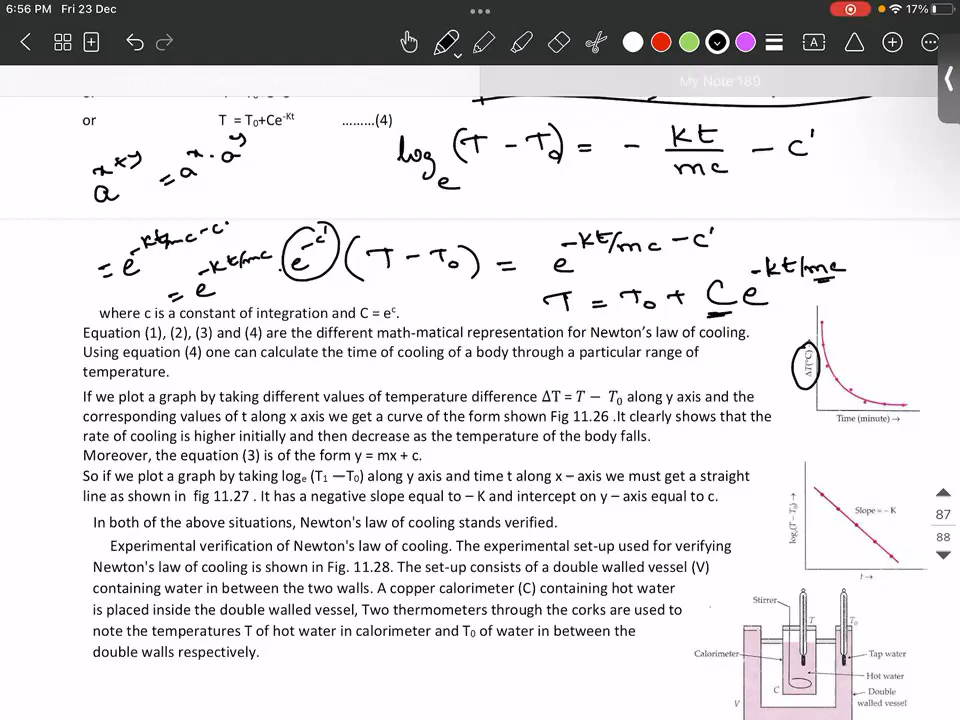 6:56 PM Fri 23 Dec
17%
A
My Note 189
or T = T₀+Ce⁻ᴷᵗ .........(4)
logₑ (T - T₀) = - kt/mc - c'
a^(x+y) = a^x . a^y
= e^(-kt/mc - c')
= e^(-kt/mc) . e^(-c')
(T - T₀) = e^(-kt/mc - c')
T = T₀ + C e^(-kt/mc)
where c is a constant of integration and C = eᶜ.
Equation (1), (2), (3) and (4) are the different math-matical representation for Newton's law of cooling.
Using equation (4) one can calculate the time of cooling of a body through a particular range of
temperature.
If we plot a graph by taking different values of temperature difference ΔT = T − T₀ along y axis and the
corresponding values of t along x axis we get a curve of the form shown Fig 11.26 .It clearly shows that the
rate of cooling is higher initially and then decrease as the temperature of the body falls.
Moreover, the equation (3) is of the form y = mx + c.
So if we plot a graph by taking logₑ (T₁ —T₀) along y axis and time t along x – axis we must get a straight
line as shown in fig 11.27 . It has a negative slope equal to – K and intercept on y – axis equal to c.
In both of the above situations, Newton's law of cooling stands verified.
Experimental verification of Newton's law of cooling. The experimental set-up used for verifying
Newton's law of cooling is shown in Fig. 11.28. The set-up consists of a double walled vessel (V)
containing water in between the two walls. A copper calorimeter (C) containing hot water
is placed inside the double walled vessel, Two thermometers through the corks are used to
note the temperatures T of hot water in calorimeter and T₀ of water in between the
double walls respectively.
ΔT(°C)→
Time (minute) →
logₑ(T – T₀) →
Slope = – K
t →
87
88
Stirrer
T
T₀
Calorimeter
Tap water
Hot water
C
Double
walled vessel
V